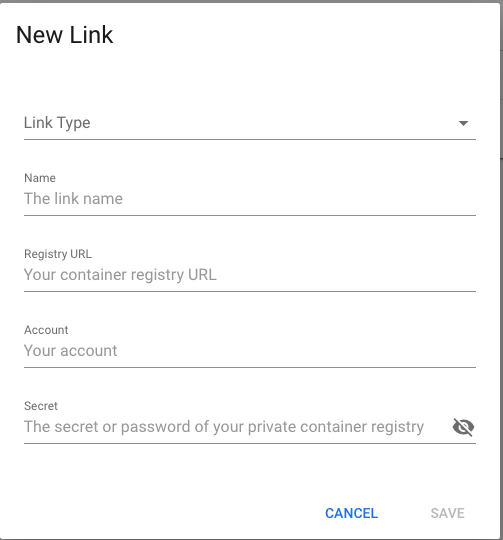 New Link
Link Type
Name
The link name
Registry URL
Your container registry URL
Account
Your account
Secret
The secret or password of your private container registry
CANCEL SAVE